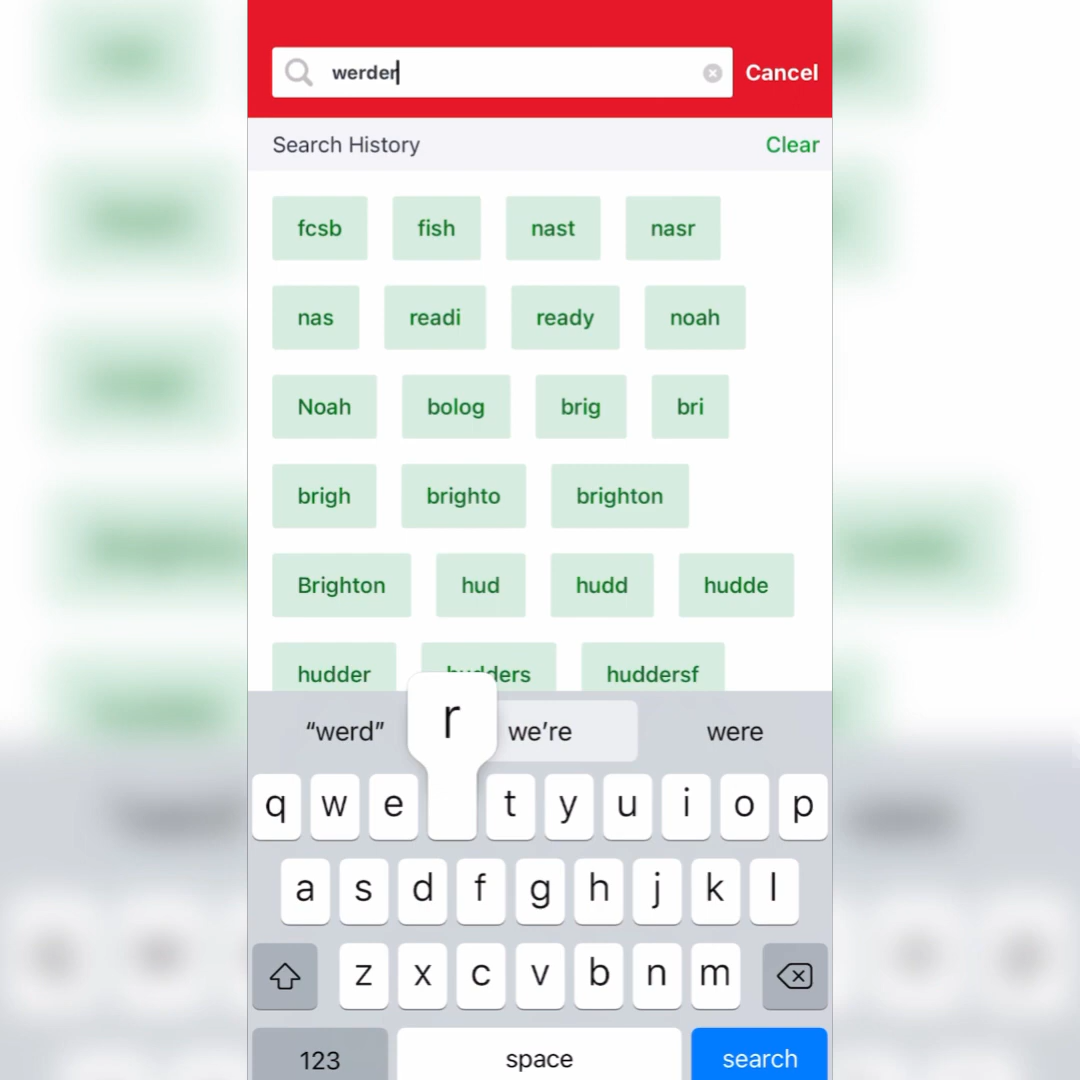 werder Cancel
Search History Clear
fcsb fish nast nasr
nas readi ready noah
Noah bolog brig bri
brigh brighto brighton
Brighton hud hudd hudde
hudder hudders huddersf
“werd” r we’re were
q w e t y u i o p
a s d f g h j k l
z x c v b n m
123 space search